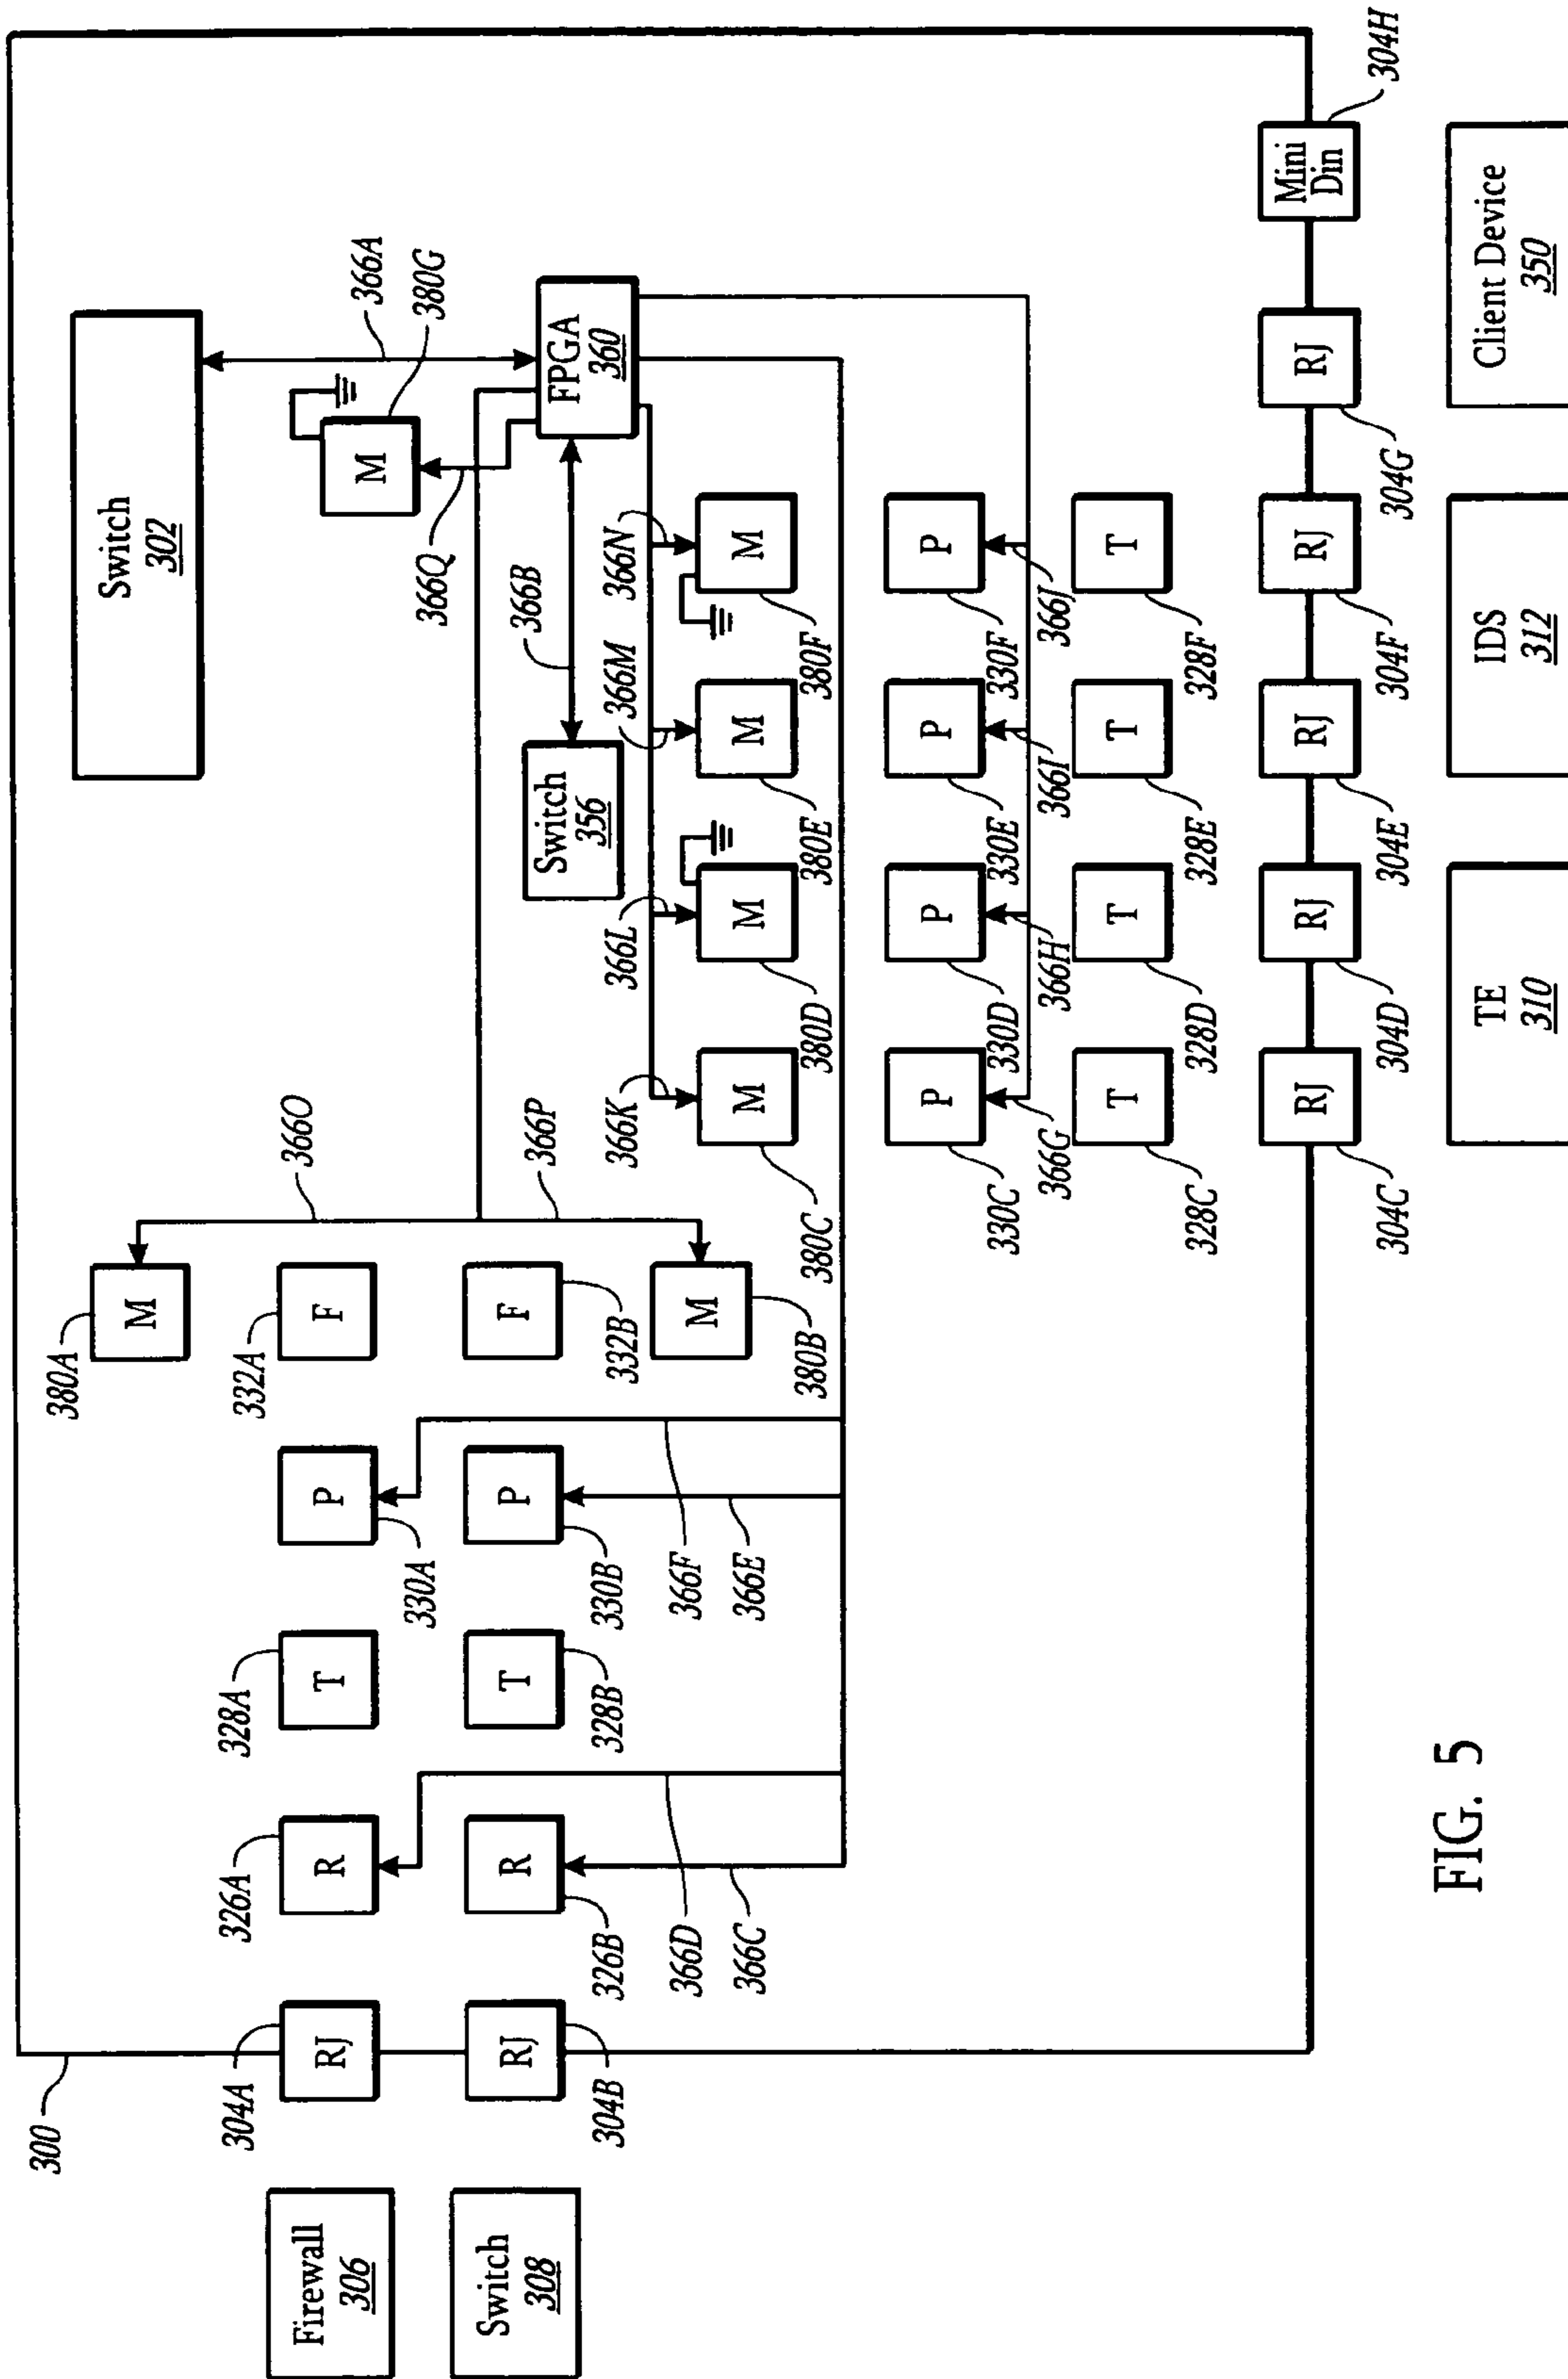 300
380A
M
366O
Switch
302
332A
F
328A
T
P
330A
326A
R
304A
RJ
Firewall
306
M
380G
366A
366Q
366P
F
332B
M
380B
T
328B
P
330B
R
326B
RJ
304B
Switch
308
366F
366E
366D
366C
FPGA
360
366B
Switch
356
366K
366L
366M
366N
M
380C
M
380D
M
380E
M
380F
P
330C
P
330D
P
330E
P
330F
366G
366H
366I
366J
T
328C
T
328D
T
328E
T
328F
RJ
304C
RJ
304D
RJ
304E
RJ
304F
RJ
304G
Mini
Din
304H
TE
310
IDS
312
Client Device
350
FIG. 5